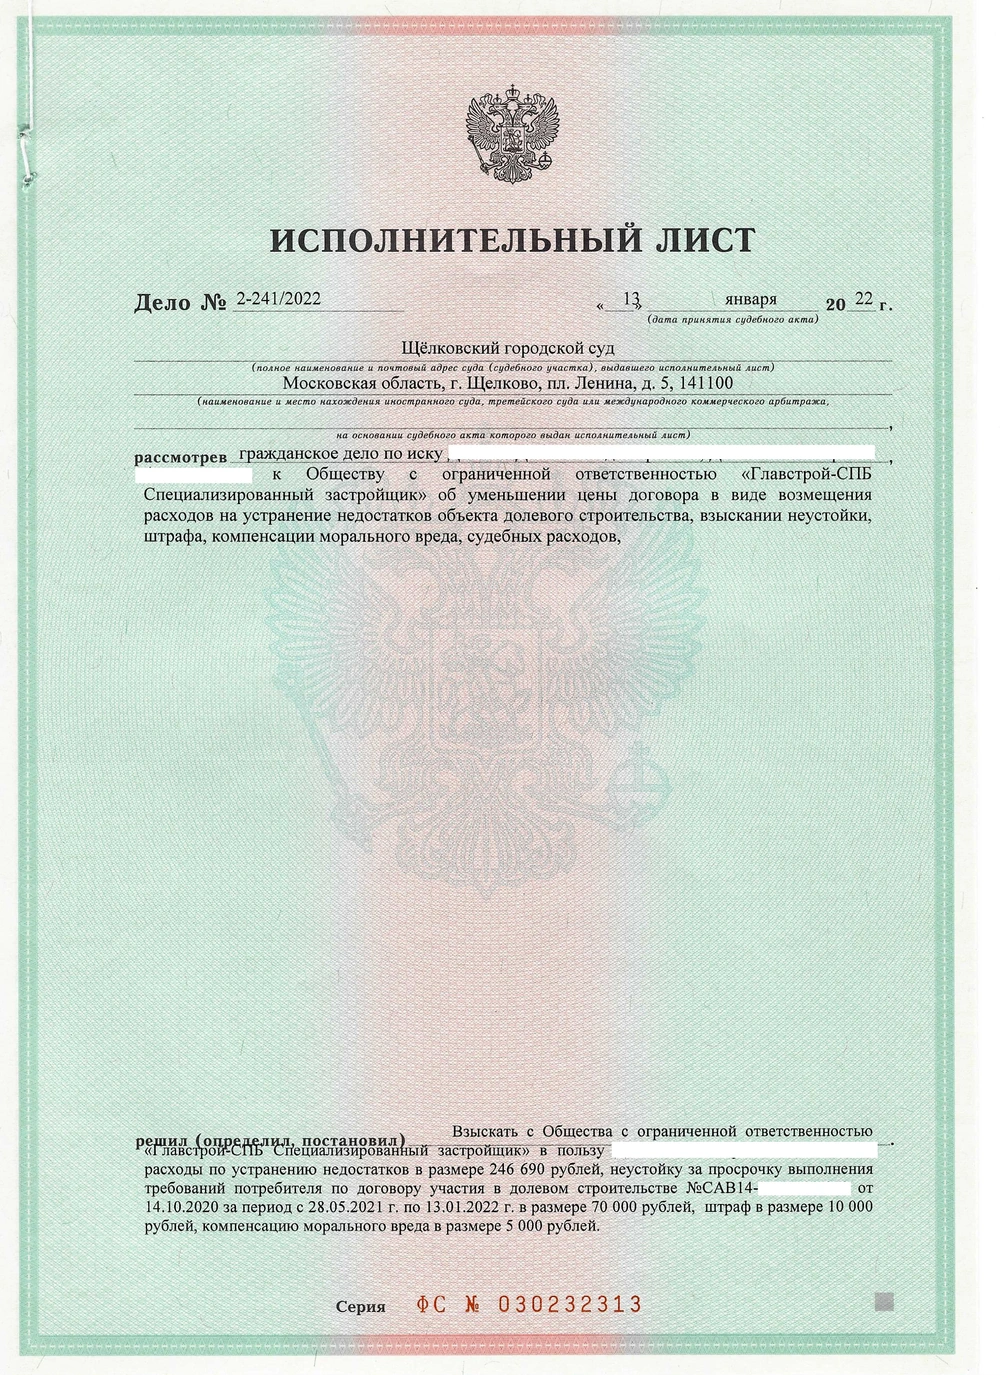 ИСПОЛНИТЕЛЬНЫЙ ЛИСТ
Дело № 2-241/2022 « 13 » января 20 22 г.
(дата принятия судебного акта)
Щёлковский городской суд
(полное наименование и почтовый адрес суда (судебного участка), выдавшего исполнительный лист)
Московская область, г. Щелково, пл. Ленина, д. 5, 141100
(наименование и место нахождения иностранного суда, третейского суда или международного коммерческого арбитража,
,
на основании судебного акта которого выдан исполнительный лист)
рассмотрев гражданское дело по иску ,
к Обществу с ограниченной ответственностью «Главстрой-СПБ
Специализированный застройщик» об уменьшении цены договора в виде возмещения
расходов на устранение недостатков объекта долевого строительства, взыскании неустойки,
штрафа, компенсации морального вреда, судебных расходов,
решил (определил, постановил) Взыскать с Общества с ограниченной ответственностью .
«Главстрой-СПБ Специализированный застройщик» в пользу
расходы по устранению недостатков в размере 246 690 рублей, неустойку за просрочку выполнения
требований потребителя по договору участия в долевом строительстве №САВ14- от
14.10.2020 за период с 28.05.2021 г. по 13.01.2022 г. в размере 70 000 рублей, штраф в размере 10 000
рублей, компенсацию морального вреда в размере 5 000 рублей.
Серия ФС № 030232313